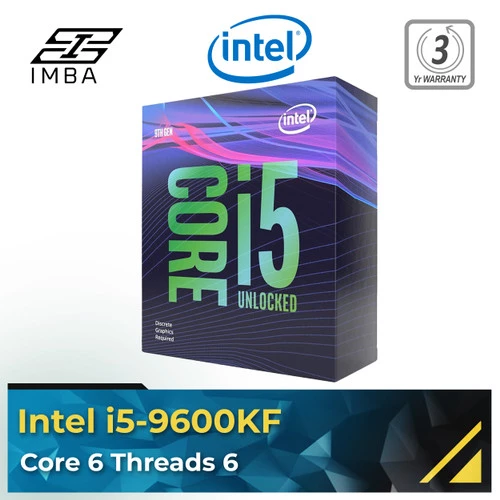 IMBA
intel
3
Yr WARRANTY
intel
9TH GEN
CORE
i5
UNLOCKED
Discrete
Graphics
Required
Intel i5-9600KF
Core 6 Threads 6